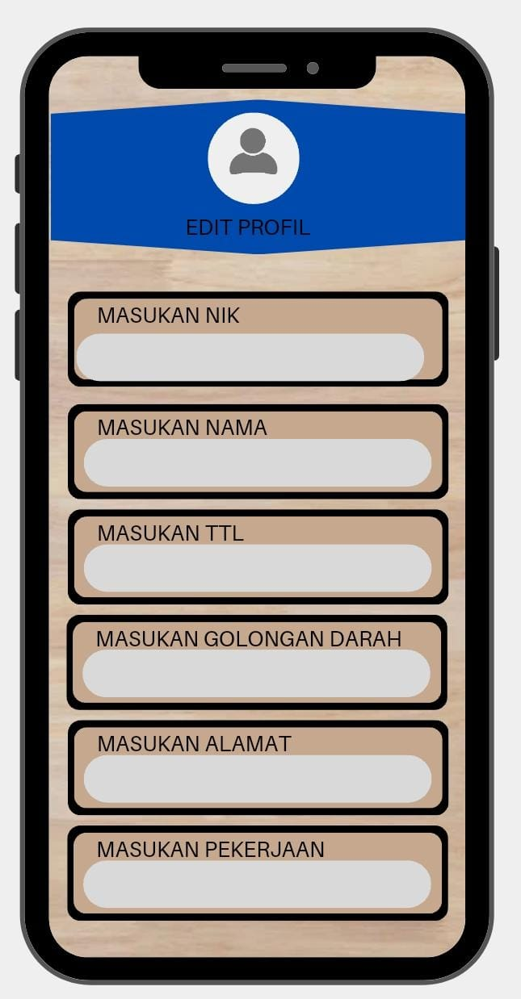 EDIT PROFIL
MASUKAN NIK
MASUKAN NAMA
MASUKAN TTL
MASUKAN GOLONGAN DARAH
MASUKAN ALAMAT
MASUKAN PEKERJAAN